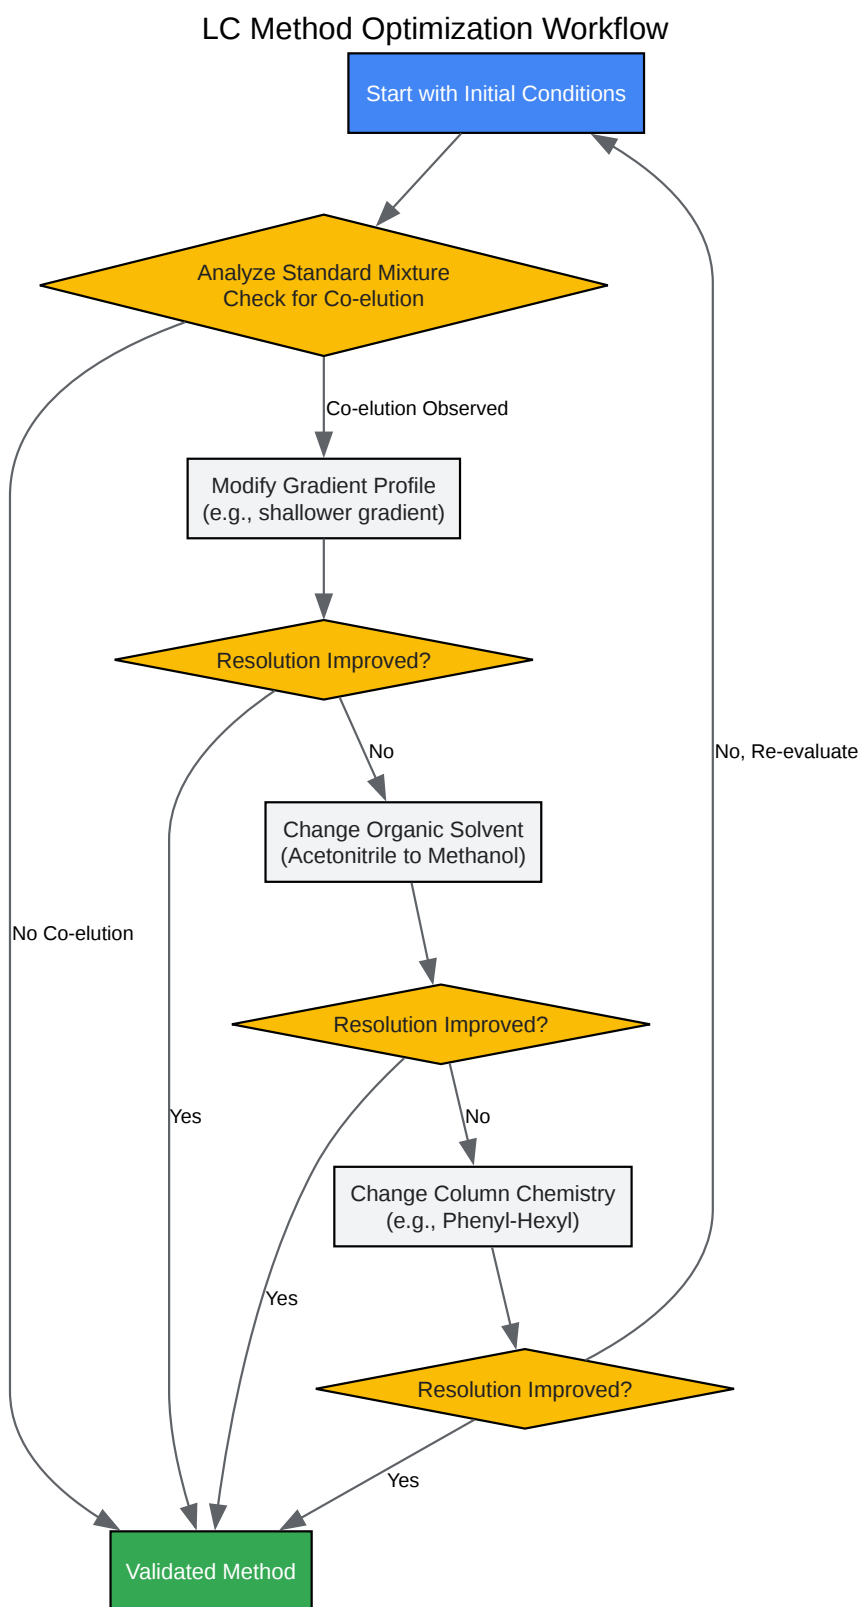 LC Method Optimization Workflow
Start with Initial Conditions
Analyze Standard Mixture
Check for Co-elution
Co-elution Observed
Modify Gradient Profile
(e.g., shallower gradient)
Resolution Improved?
No
No, Re-evaluate
Change Organic Solvent
(Acetonitrile to Methanol)
No Co-elution
Resolution Improved?
Yes
No
Change Column Chemistry
(e.g., Phenyl-Hexyl)
Yes
Resolution Improved?
Yes
Validated Method